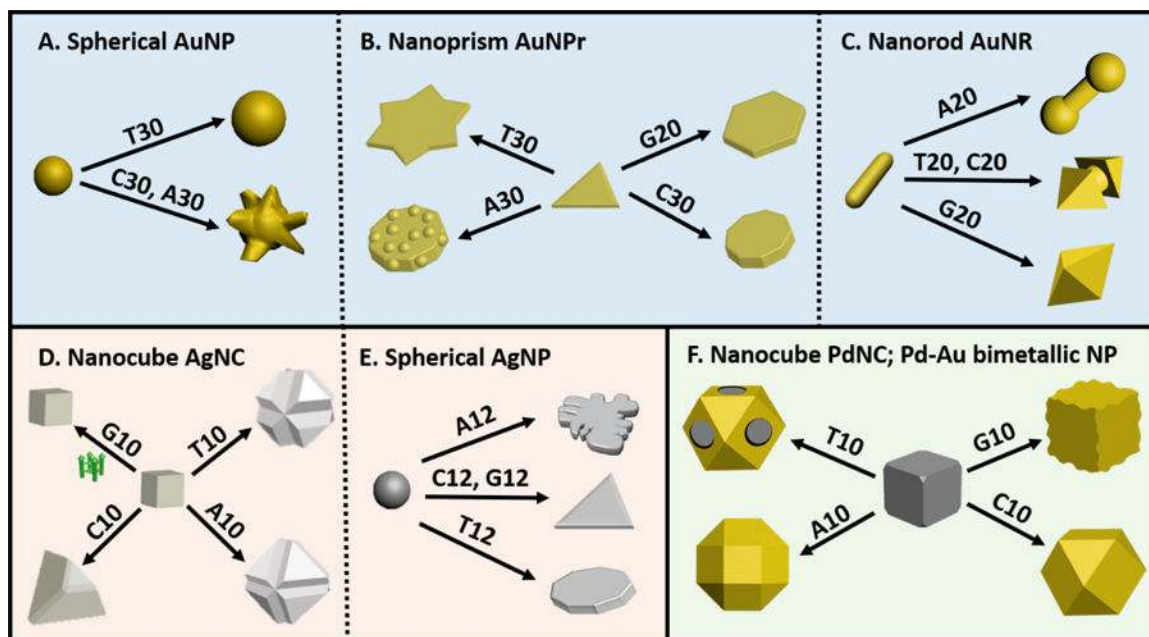 A. Spherical AuNP
T30
C30, A30
B. Nanoprism AuNPr
T30
G20
A30
C30
C. Nanorod AuNR
A20
T20, C20
G20
D. Nanocube AgNC
G10
T10
C10
A10
E. Spherical AgNP
A12
C12, G12
T12
F. Nanocube PdNC; Pd-Au bimetallic NP
T10
G10
A10
C10